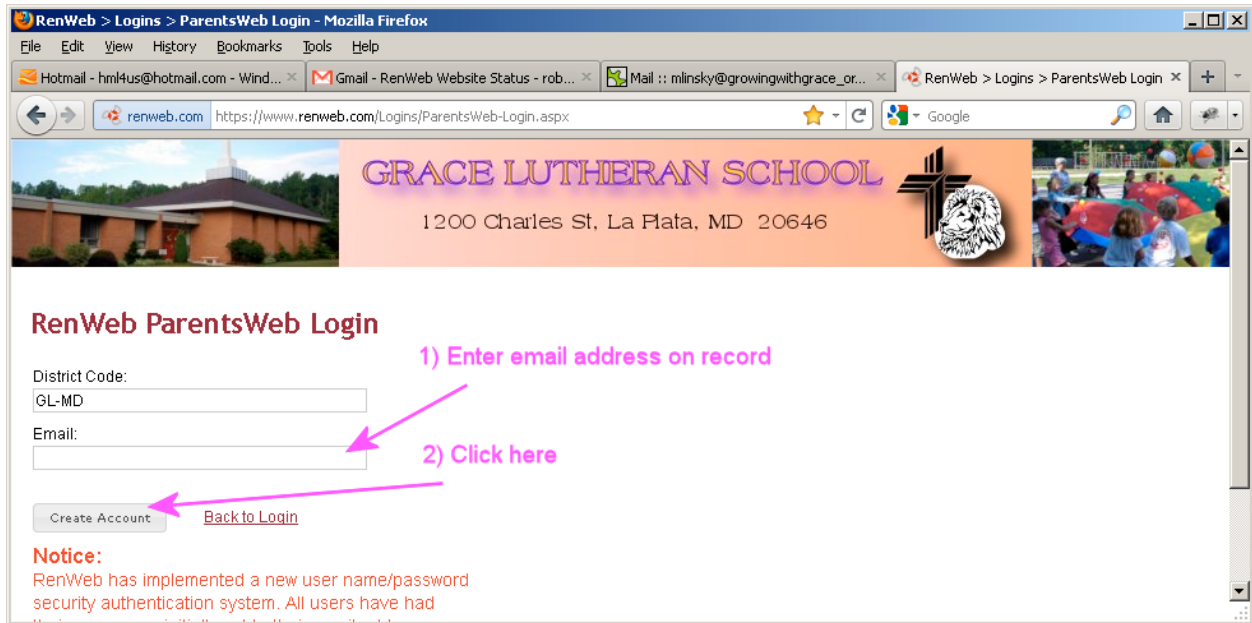 RenWeb > Logins > ParentsWeb Login - Mozilla Firefox
File Edit View History Bookmarks Tools Help
Hotmail - hml4us@hotmail.com - Wind... Gmail - RenWeb Website Status - rob... Mail :: mlinsky@growingwithgrace_or... RenWeb > Logins > ParentsWeb Login
renweb.com https://www.renweb.com/Logins/ParentsWeb-Login.aspx Google
GRACE LUTHERAN SCHOOL
1200 Charles St, La Plata, MD 20646
RenWeb ParentsWeb Login
1) Enter email address on record
District Code:
GL-MD
Email:
2) Click here
Create Account Back to Login
Notice:
RenWeb has implemented a new user name/password
security authentication system. All users have had